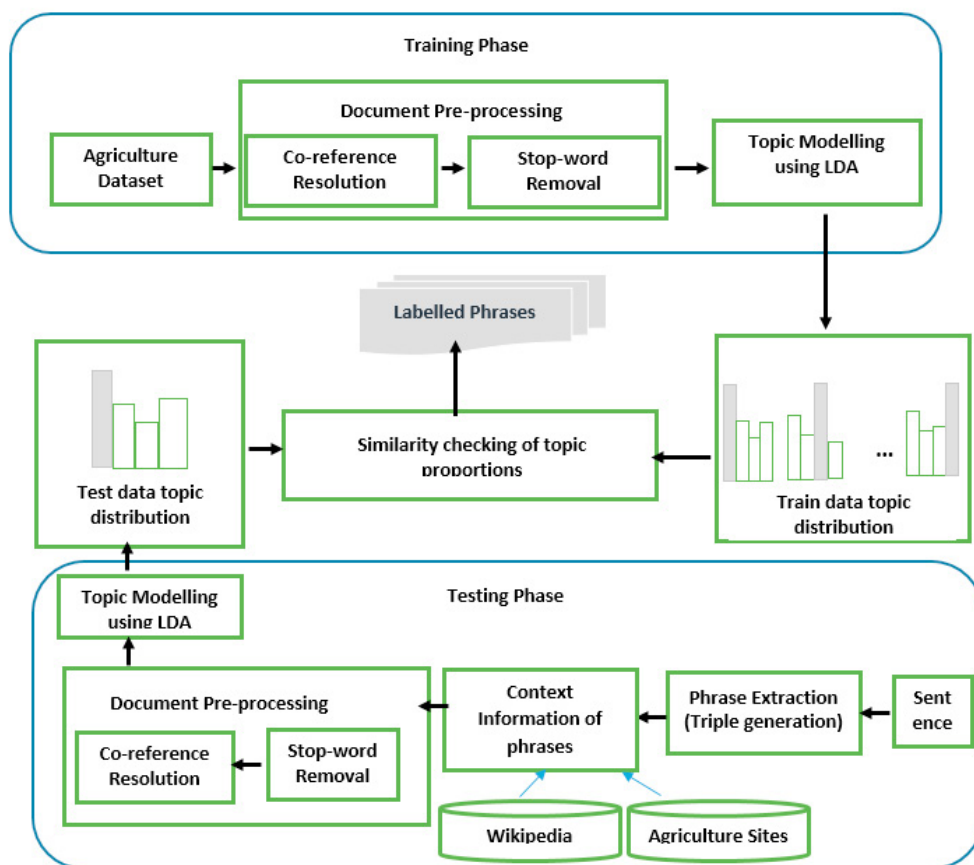 Training Phase
Document Pre-processing
Agriculture
Dataset
Co-reference
Resolution
Stop-word
Removal
Topic Modelling
using LDA
Labelled Phrases
Similarity checking of topic
proportions
Test data topic
distribution
...
Train data topic
distribution
Testing Phase
Topic Modelling
using LDA
Document Pre-processing
Co-reference
Resolution
Stop-word
Removal
Context
Information of
phrases
Phrase Extraction
(Triple generation)
Sent
ence
Wikipedia
Agriculture Sites